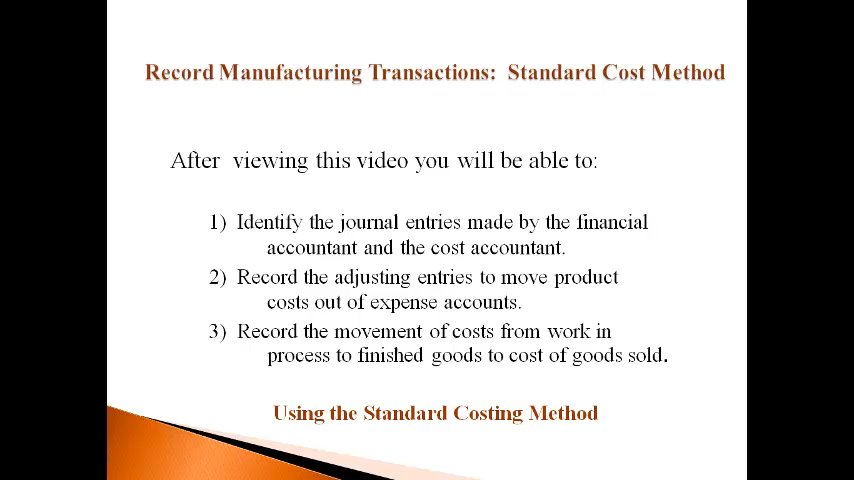 Record Manufacturing Transactions:  Standard Cost Method
After  viewing this video you will be able to:
1)  Identify the journal entries made by the financial
accountant and the cost accountant.
2)  Record the adjusting entries to move product
costs out of expense accounts.
3)  Record the movement of costs from work in
process to finished goods to cost of goods sold.
Using the Standard Costing Method